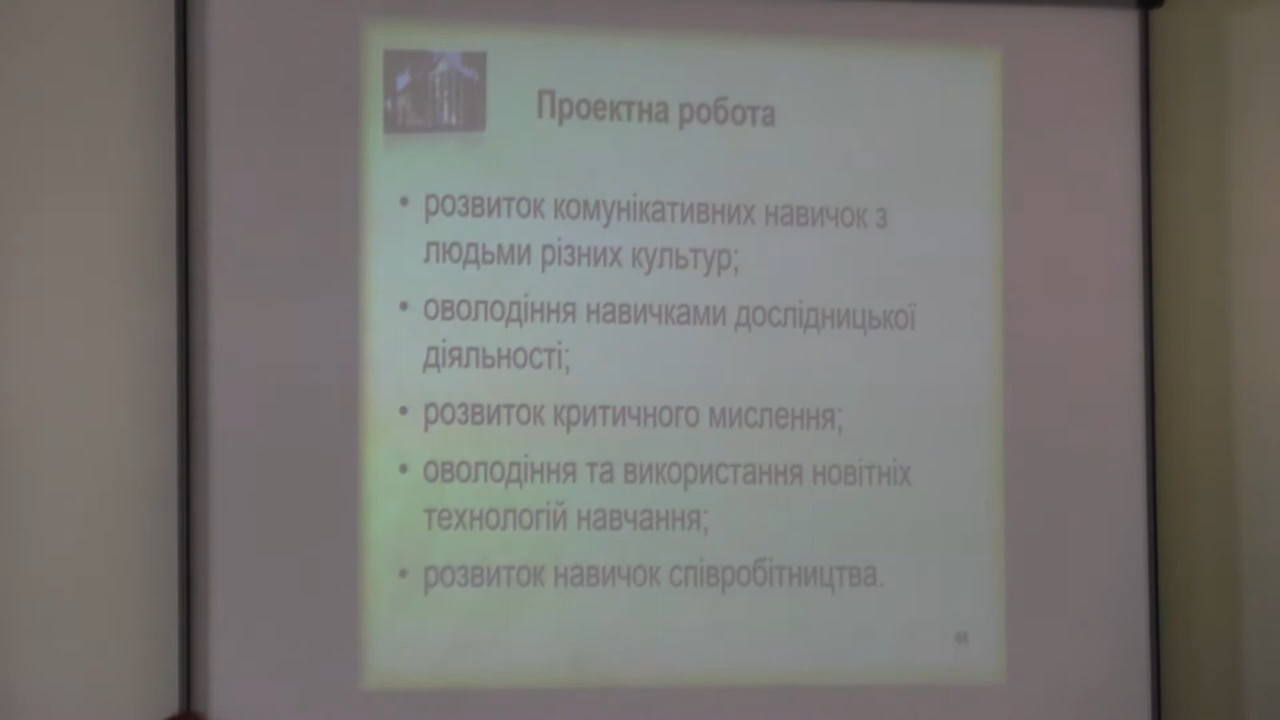 Проектна робота
• розвиток комунікативних навичок з
людьми різних культур;
• оволодіння навичками дослідницької
діяльності;
• розвиток критичного мислення;
• оволодіння та використання новітніх
технологій навчання;
• розвиток навичок співробітництва.